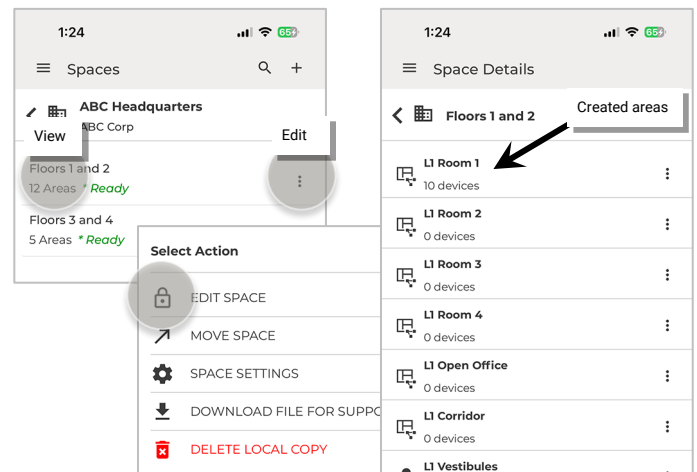 1:24
65
Spaces
ABC Headquarters
ABC Corp
View
Edit
Floors 1 and 2
12 Areas * Ready
Floors 3 and 4
5 Areas * Ready
Select Action
EDIT SPACE
MOVE SPACE
SPACE SETTINGS
DOWNLOAD FILE FOR SUPPO
DELETE LOCAL COPY
1:24
65
Space Details
Created areas
Floors 1 and 2
L1 Room 1
10 devices
L1 Room 2
0 devices
L1 Room 3
0 devices
L1 Room 4
0 devices
L1 Open Office
0 devices
L1 Corridor
0 devices
L1 Vestibules